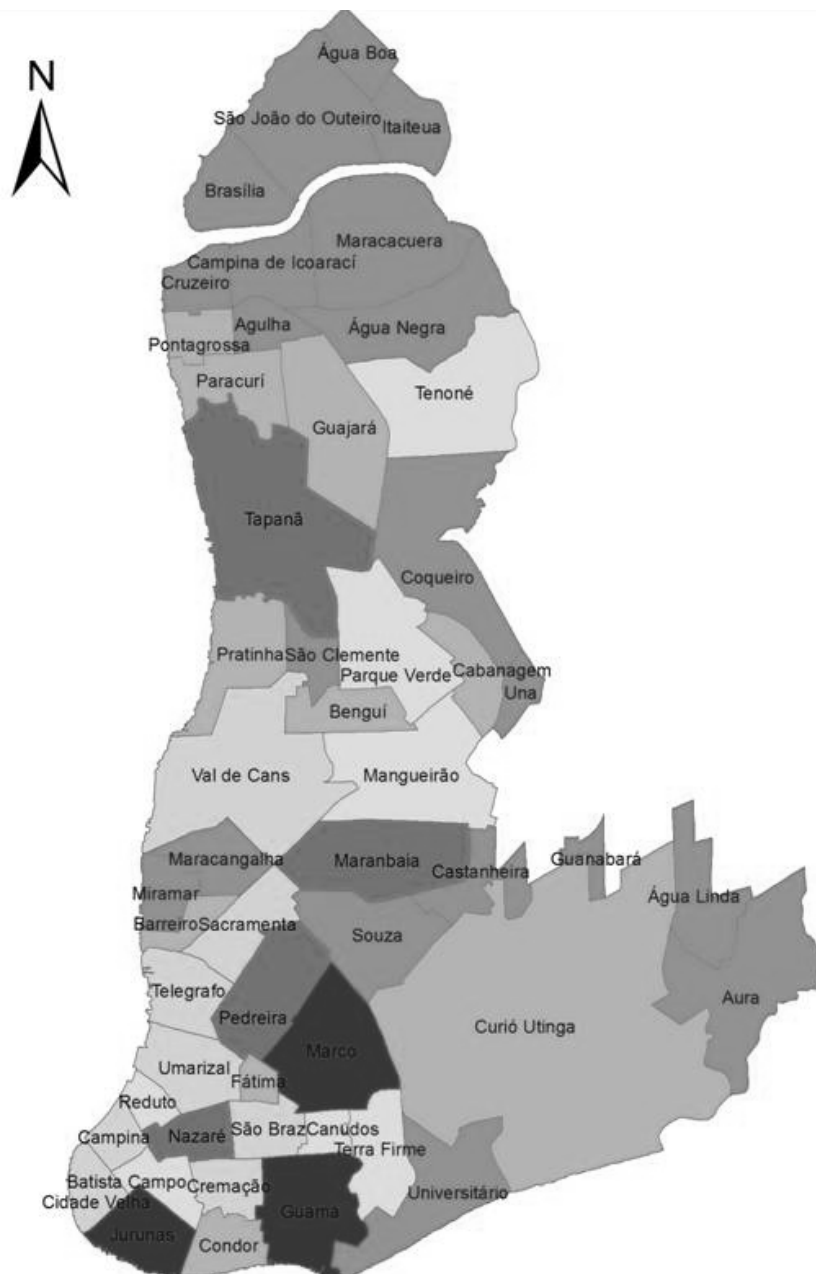 N
Água Boa
São João do Outeiro
Itaiteua
Brasília
Maracacuera
Campina de Icoarací
Cruzeiro
Agulha
Água Negra
Pontagrossa
Paracurí
Tenoné
Guajará
Tapanã
Coqueiro
Pratinha
São Clemente
Parque Verde
Cabanagem
Una
Benguí
Val de Cans
Mangueirão
Maracangalha
Maranbaia
Castanheira
Guanabará
Miramar
Água Linda
Barreiro
Sacramenta
Souza
Telegrafo
Aura
Pedreira
Curió Utinga
Marco
Umarizal
Fátima
Reduto
Campina
Nazaré
São Braz
Canudos
Terra Firme
Batista Campo
Cremação
Cidade Velha
Universitário
Guamá
Jurunas
Condor